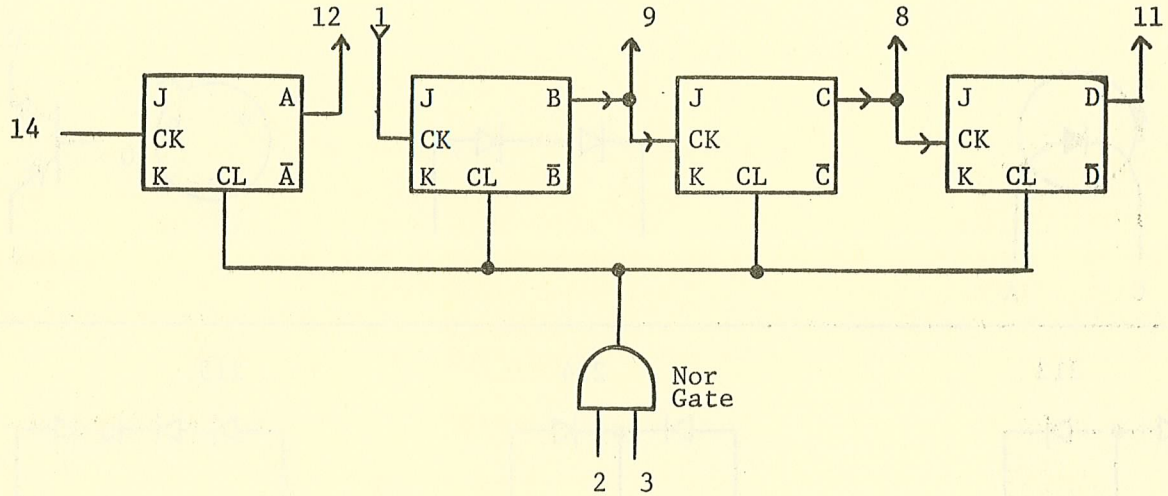 12 1 9 8 11
J A J B J C J D
14 CK CK CK CK
K CL A̅ K CL B̅ K CL C̅ K CL D̅
Nor
Gate
2 3